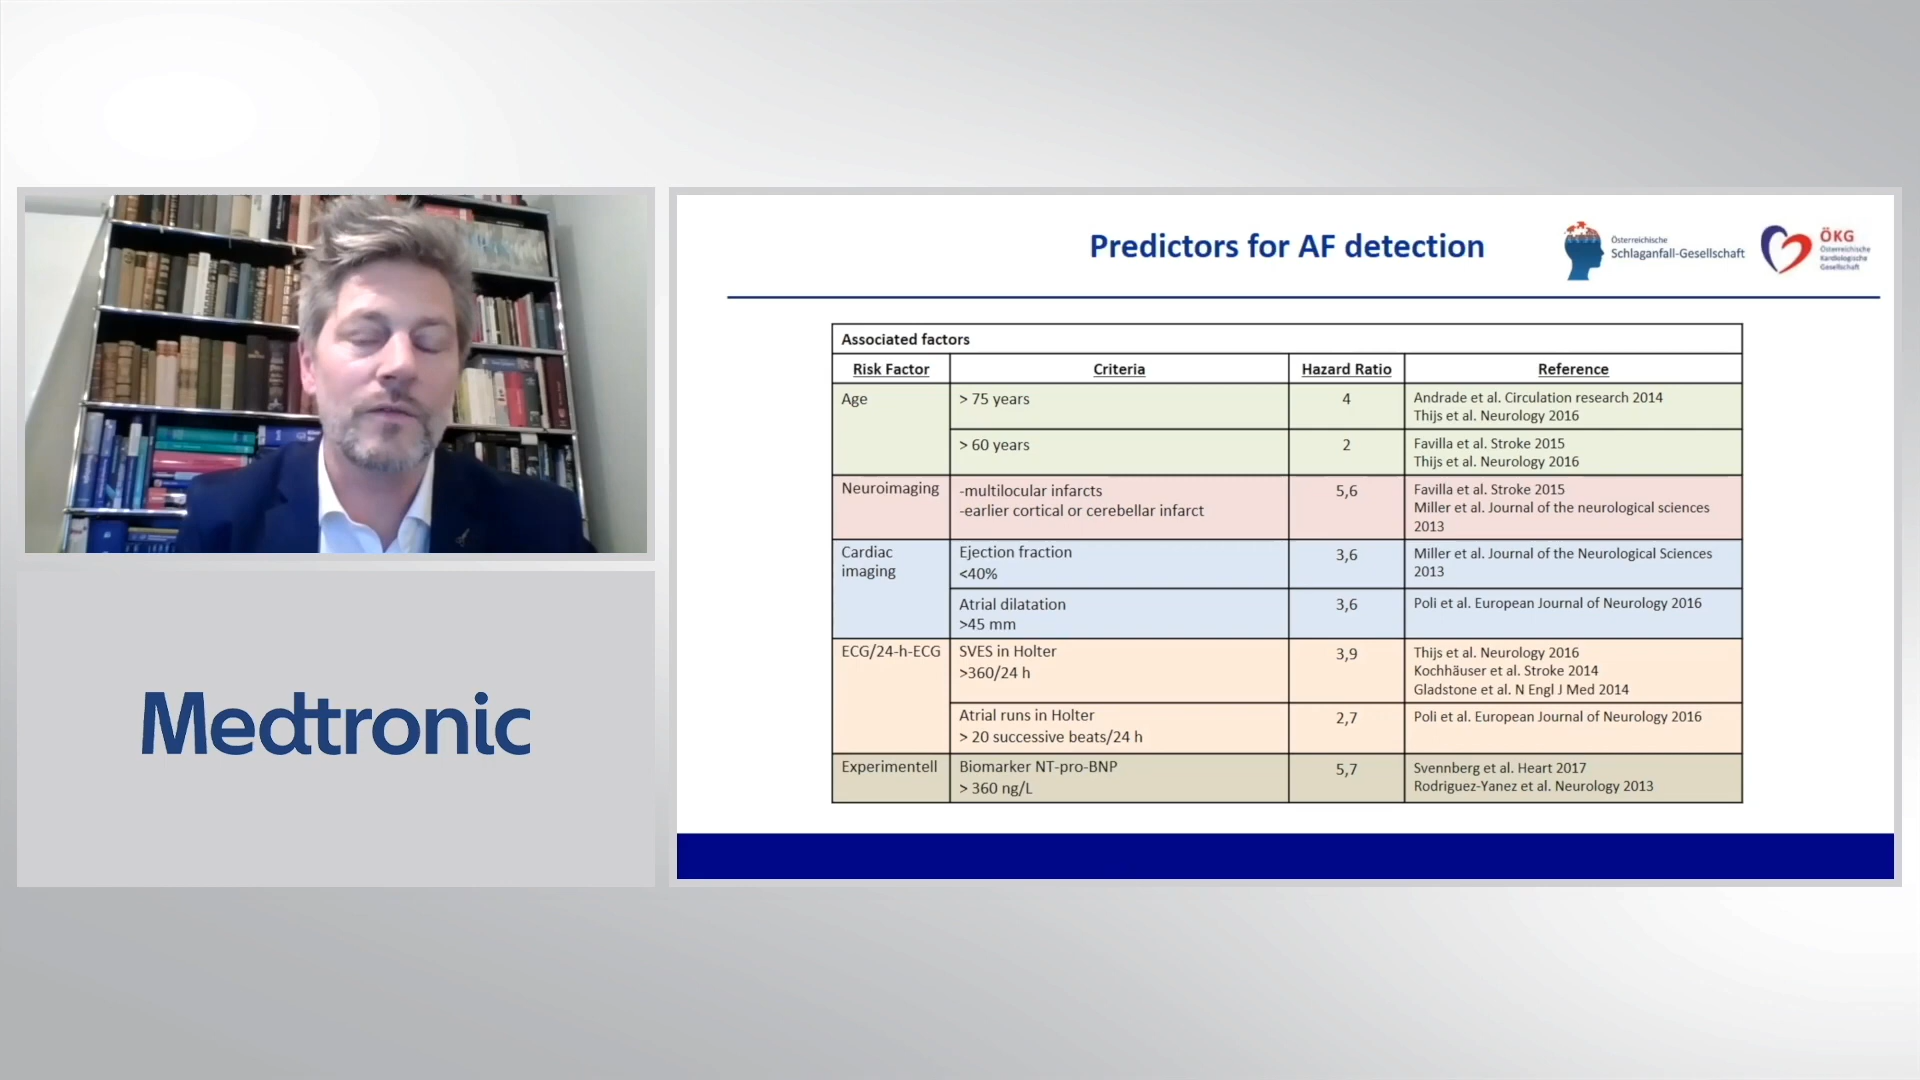 Medtronic
Predictors for AF detection
Österreichische
Schlaganfall-Gesellschaft
ÖKG
Österreichische
Kardiologische
Gesellschaft
Associated factors
Risk Factor Criteria Hazard Ratio Reference
Age > 75 years 4 Andrade et al. Circulation research 2014
Thijs et al. Neurology 2016
> 60 years 2 Favilla et al. Stroke 2015
Thijs et al. Neurology 2016
Neuroimaging -multilocular infarcts 5,6 Favilla et al. Stroke 2015
-earlier cortical or cerebellar infarct Miller et al. Journal of the neurological sciences
2013
Cardiac Ejection fraction 3,6 Miller et al. Journal of the Neurological Sciences
imaging <40% 2013
Atrial dilatation 3,6 Poli et al. European Journal of Neurology 2016
>45 mm
ECG/24-h-ECG SVES in Holter 3,9 Thijs et al. Neurology 2016
>360/24 h Kochhäuser et al. Stroke 2014
Gladstone et al. N Engl J Med 2014
Atrial runs in Holter 2,7 Poli et al. European Journal of Neurology 2016
> 20 successive beats/24 h
Experimentell Biomarker NT-pro-BNP 5,7 Svennberg et al. Heart 2017
> 360 ng/L Rodriguez-Yanez et al. Neurology 2013